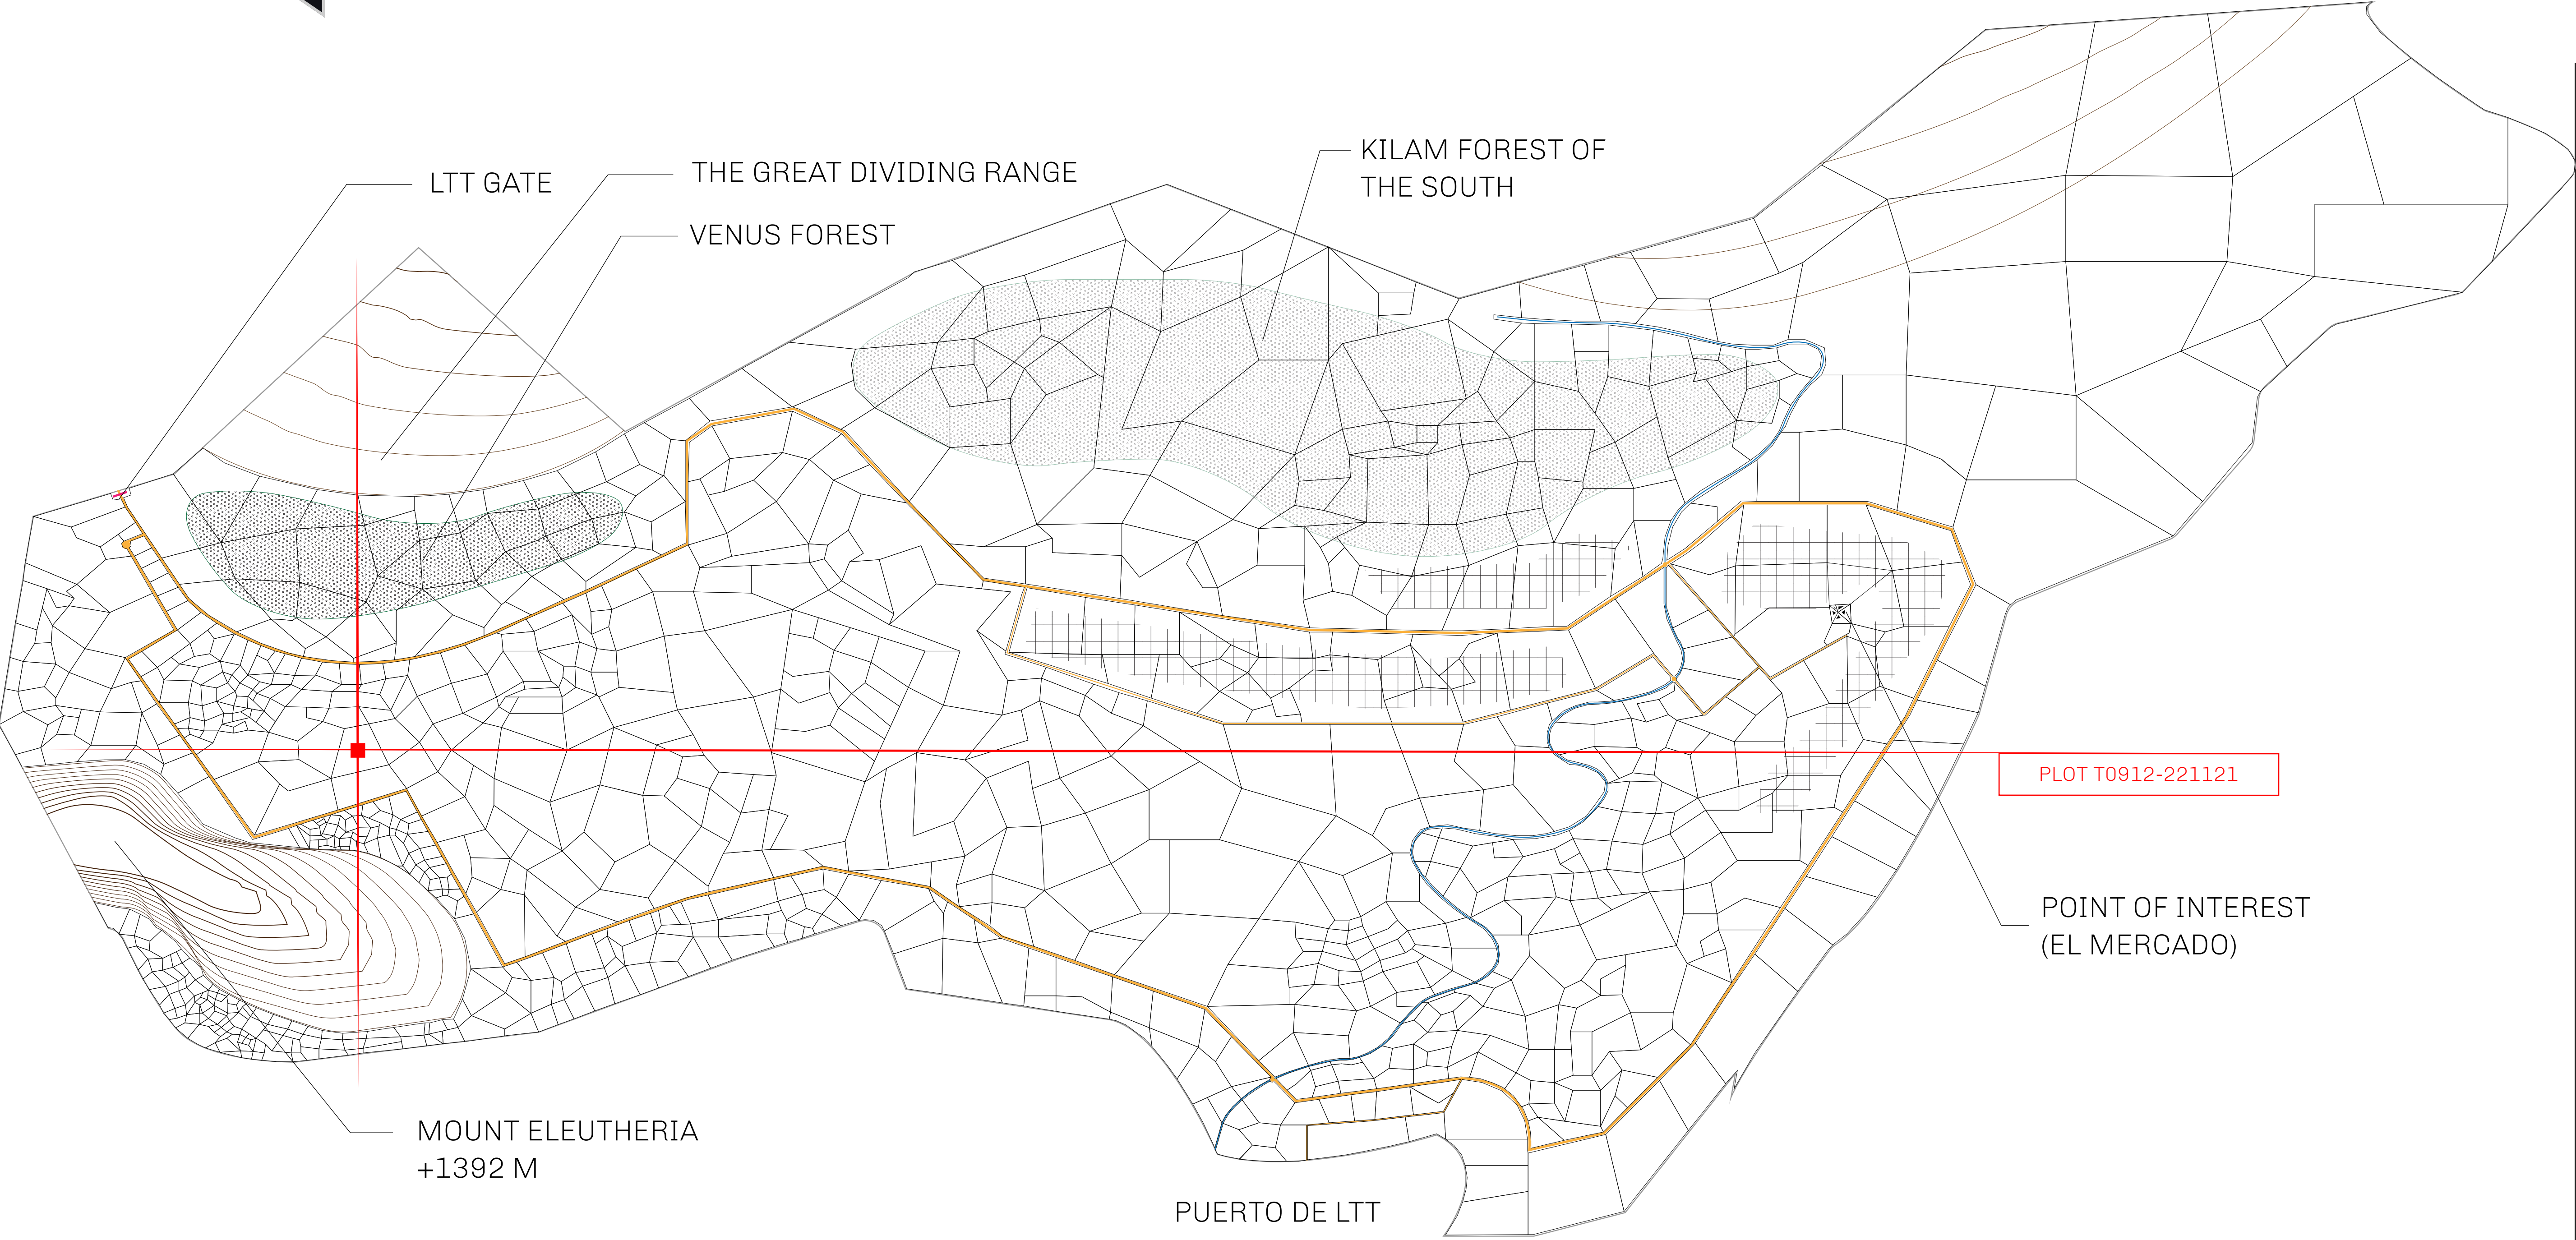 KILAM FOREST OF
THE SOUTH
LTT GATE
THE GREAT DIVIDING RANGE
VENUS FOREST
PLOT T0912-221121
POINT OF INTEREST
(EL MERCADO)
MOUNT ELEUTHERIA
+1392 M
PUERTO DE LTT